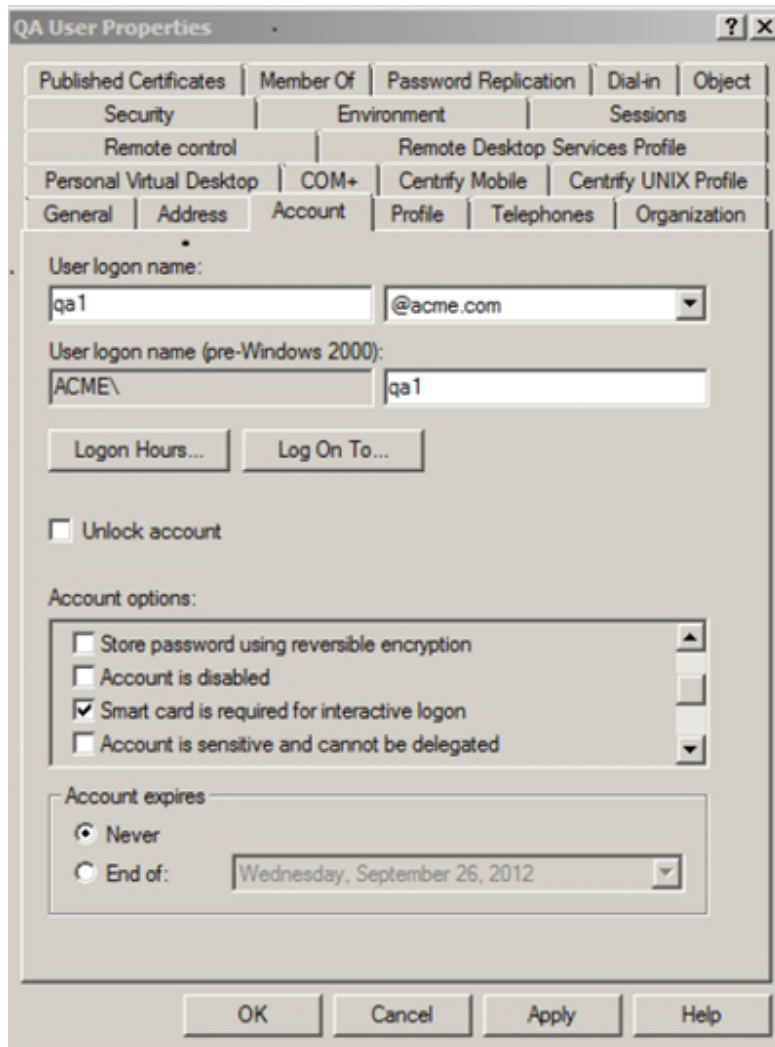 QA User Properties
Published Certificates Member Of Password Replication Dial-in Object
Security Environment Sessions
Remote control Remote Desktop Services Profile
Personal Virtual Desktop COM+ Centrify Mobile Centrify UNIX Profile
General Address Account Profile Telephones Organization
User logon name:
qa1 @acme.com
User logon name (pre-Windows 2000):
ACME\ qa1
Logon Hours... Log On To...
Unlock account
Account options:
Store password using reversible encryption
Account is disabled
Smart card is required for interactive logon
Account is sensitive and cannot be delegated
Account expires
Never
End of: Wednesday, September 26, 2012
OK Cancel Apply Help